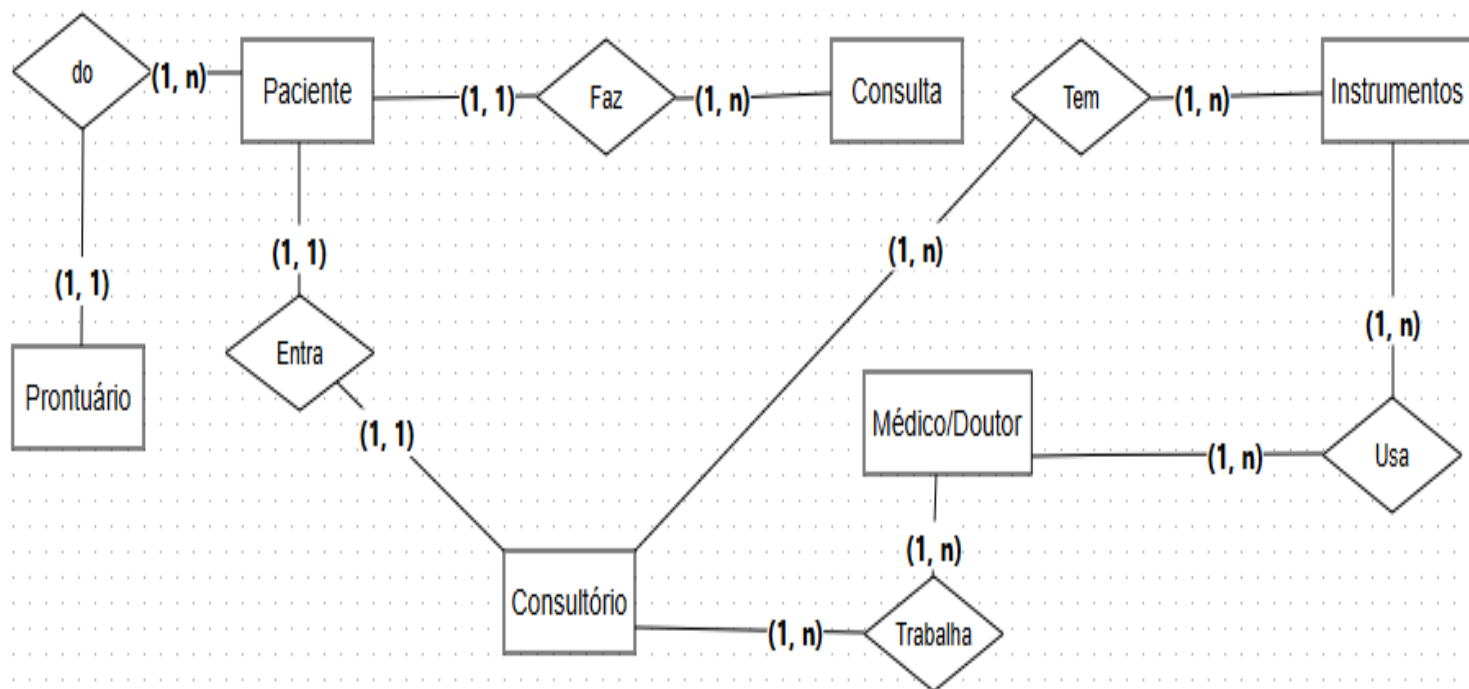 do
(1, n)
Paciente
(1, 1)
Faz
(1, n)
Consulta
Tem
(1, n)
Instrumentos
(1, n)
(1, 1)
(1, 1)
(1, n)
Entra
Prontuário
Médico/Doutor
(1, 1)
(1, n)
Usa
(1, n)
Consultório
(1, n)
Trabalha